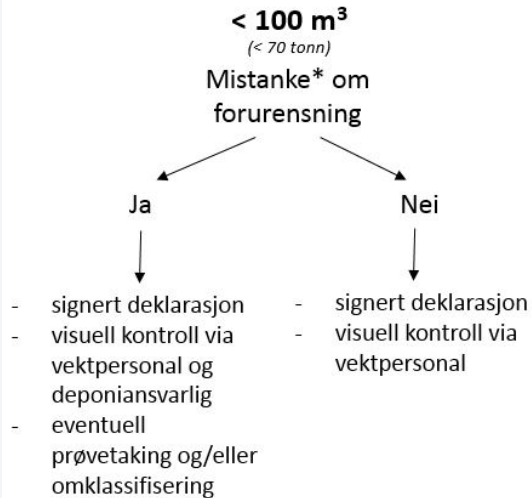 < 100 m³
(< 70 tonn)
Mistanke* om
forurensning
Ja
Nei
- signert deklarasjon
- visuell kontroll via
vektpersonal og
deponiansvarlig
- eventuell
prøvetaking og/eller
omklassifisering
- signert deklarasjon
- visuell kontroll via
vektpersonal